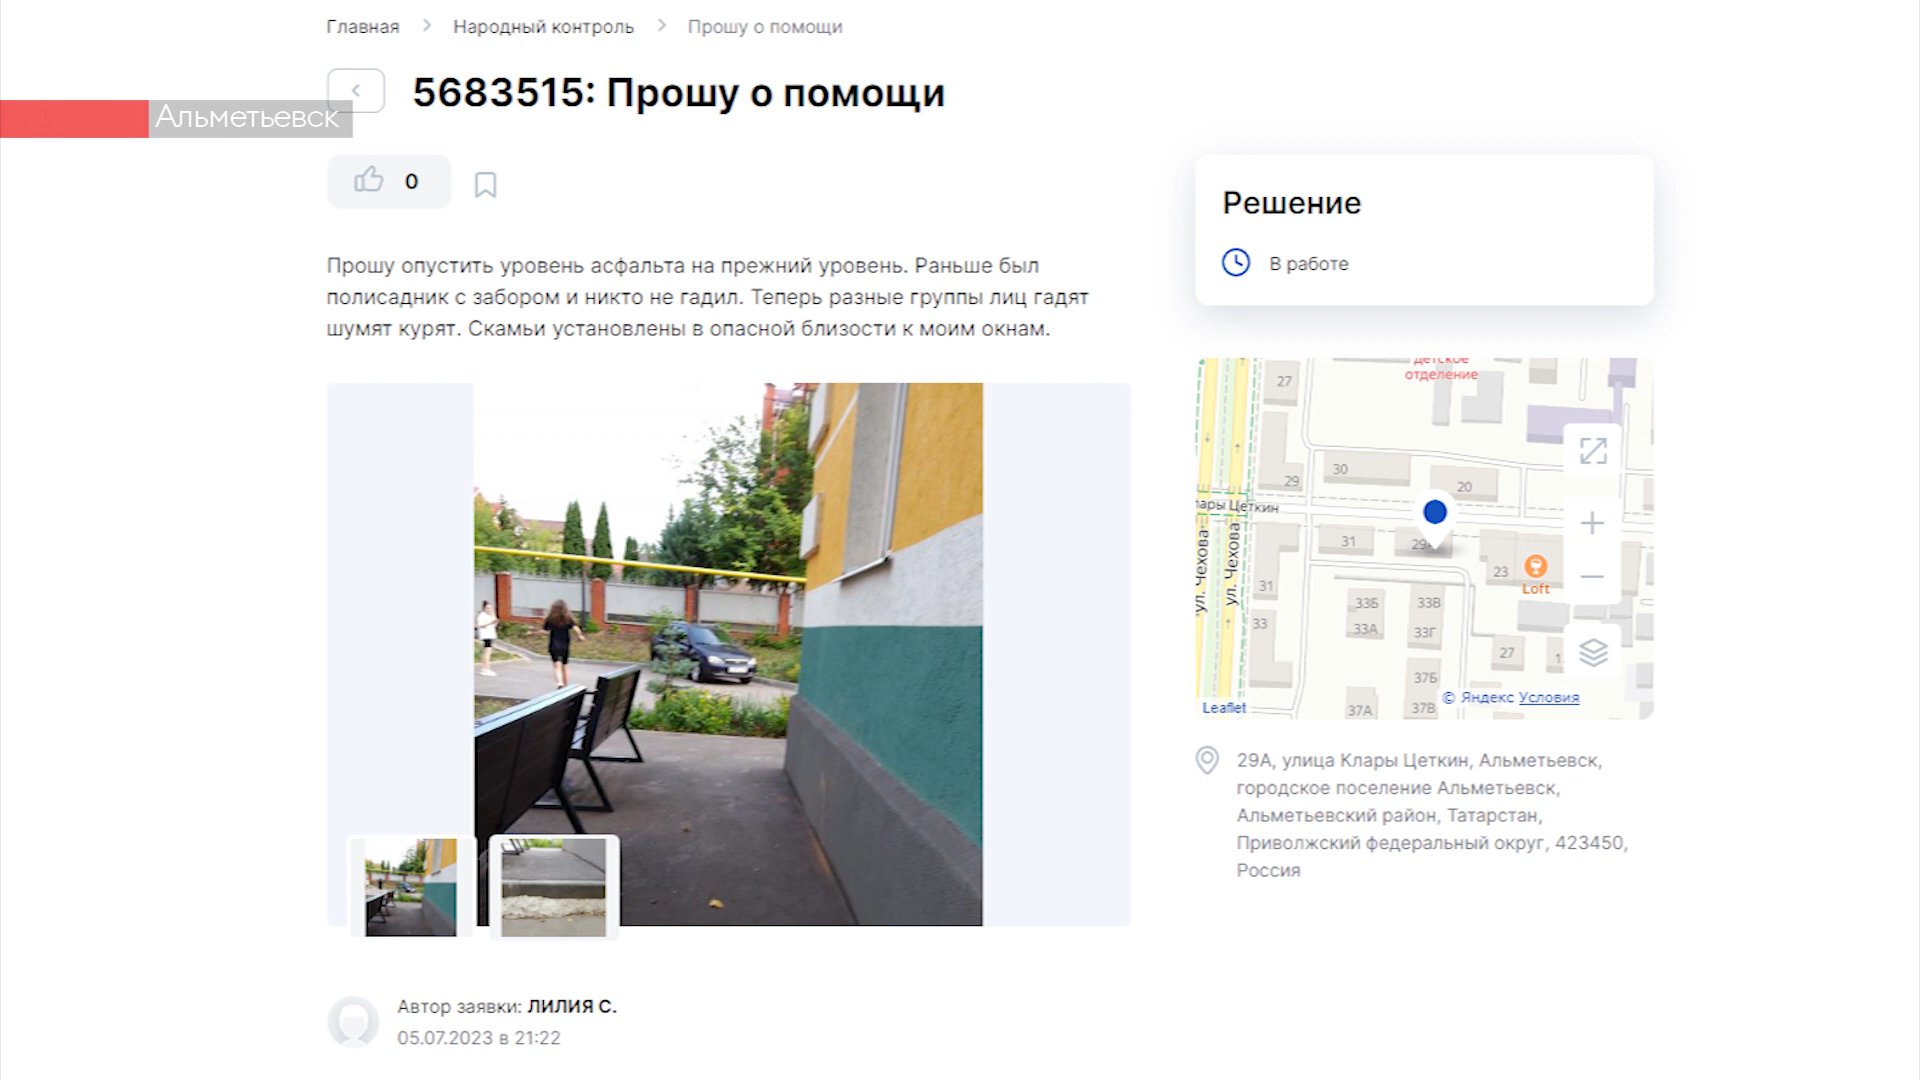 Главная > Народный контроль > Прошу о помощи
5683515: Прошу о помощи
Альметьевск
0
Прошу опустить уровень асфальта на прежний уровень. Раньше был
полисадник с забором и никто не гадил. Теперь разные группы лиц гадят
шумят курят. Скамьи установлены в опасной близости к моим окнам.
Решение
В работе
детское
отделение
27
30
29
20
лары Цеткин
ул. Чехова
ул. Чехова
31
29А
23
Loft
31
33Б
33В
33А
33Г
33
27
37Б
37А
37В
© Яндекс Условия
Leaflet
29А, улица Клары Цеткин, Альметьевск,
городское поселение Альметьевск,
Альметьевский район, Татарстан,
Приволжский федеральный округ, 423450,
Россия
Автор заявки: ЛИЛИЯ С.
05.07.2023 в 21:22